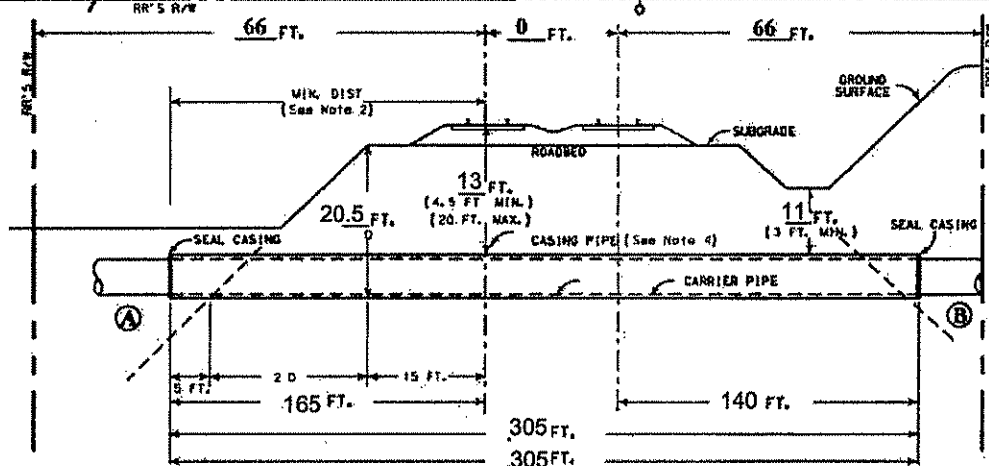 RR'S R/W
66 FT. 0 FT. 66 FT.
RR'S R/W
MIN. DIST
(See Note 2)
GROUND
SURFACE
SUBGRADE
ROADBED
13 FT.
(4.5 FT MIN.)
(20 FT. MAX.)
20.5 FT.
D
11 FT.
(3 FT. MIN.)
SEAL CASING
CASING PIPE (See Note 4)
SEAL CASING
CARRIER PIPE
A
B
5 FT. 2 D 15 FT.
165 FT. 140 FT.
305 FT.
305 FT.